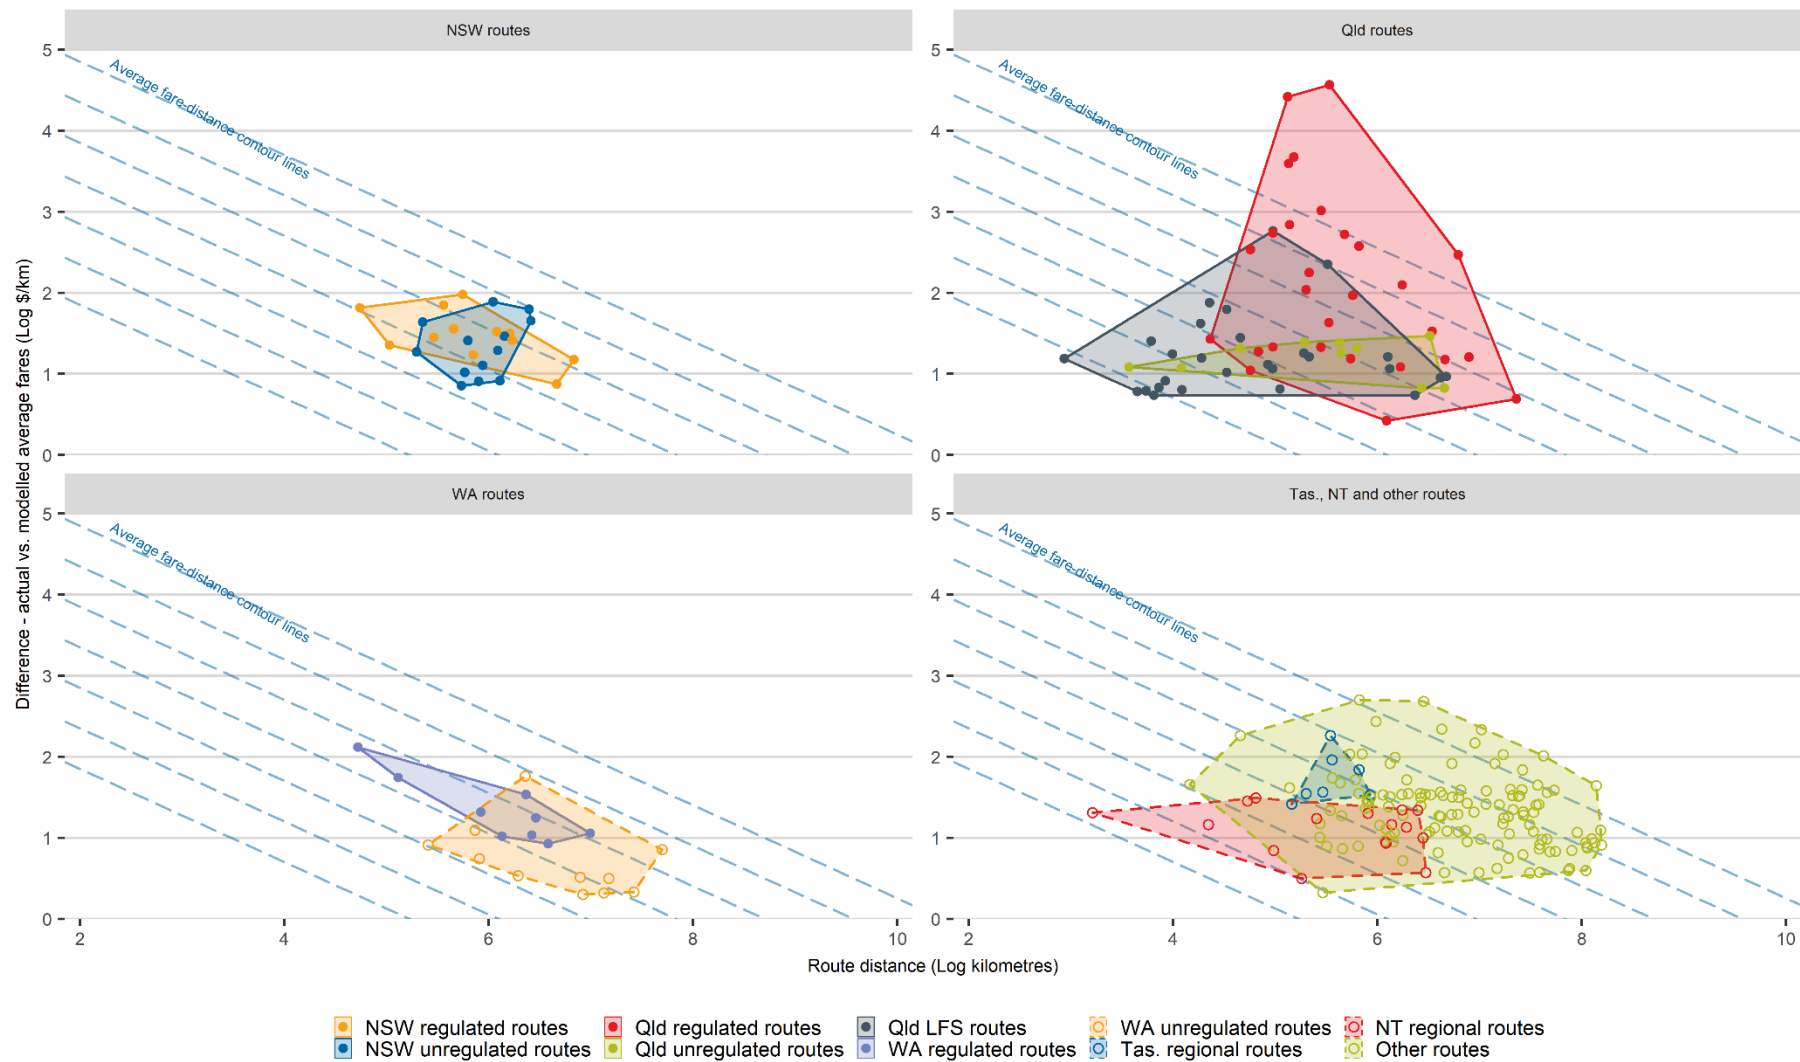 NSW routes
Qld routes
5
4
3
2
1
0
Average fare-distance contour lines
5
4
3
2
1
0
Average fare-distance contour lines
Difference - actual vs. modelled average fares (Log $/km)
WA routes
Tas., NT and other routes
5
4
3
2
1
0
Average fare-distance contour lines
5
4
3
2
1
0
Average fare-distance contour lines
2 4 6 8 10
2 4 6 8 10
Route distance (Log kilometres)
NSW regulated routes Qld regulated routes Qld LFS routes WA unregulated routes NT regional routes
NSW unregulated routes Qld unregulated routes WA regulated routes Tas. regional routes Other routes